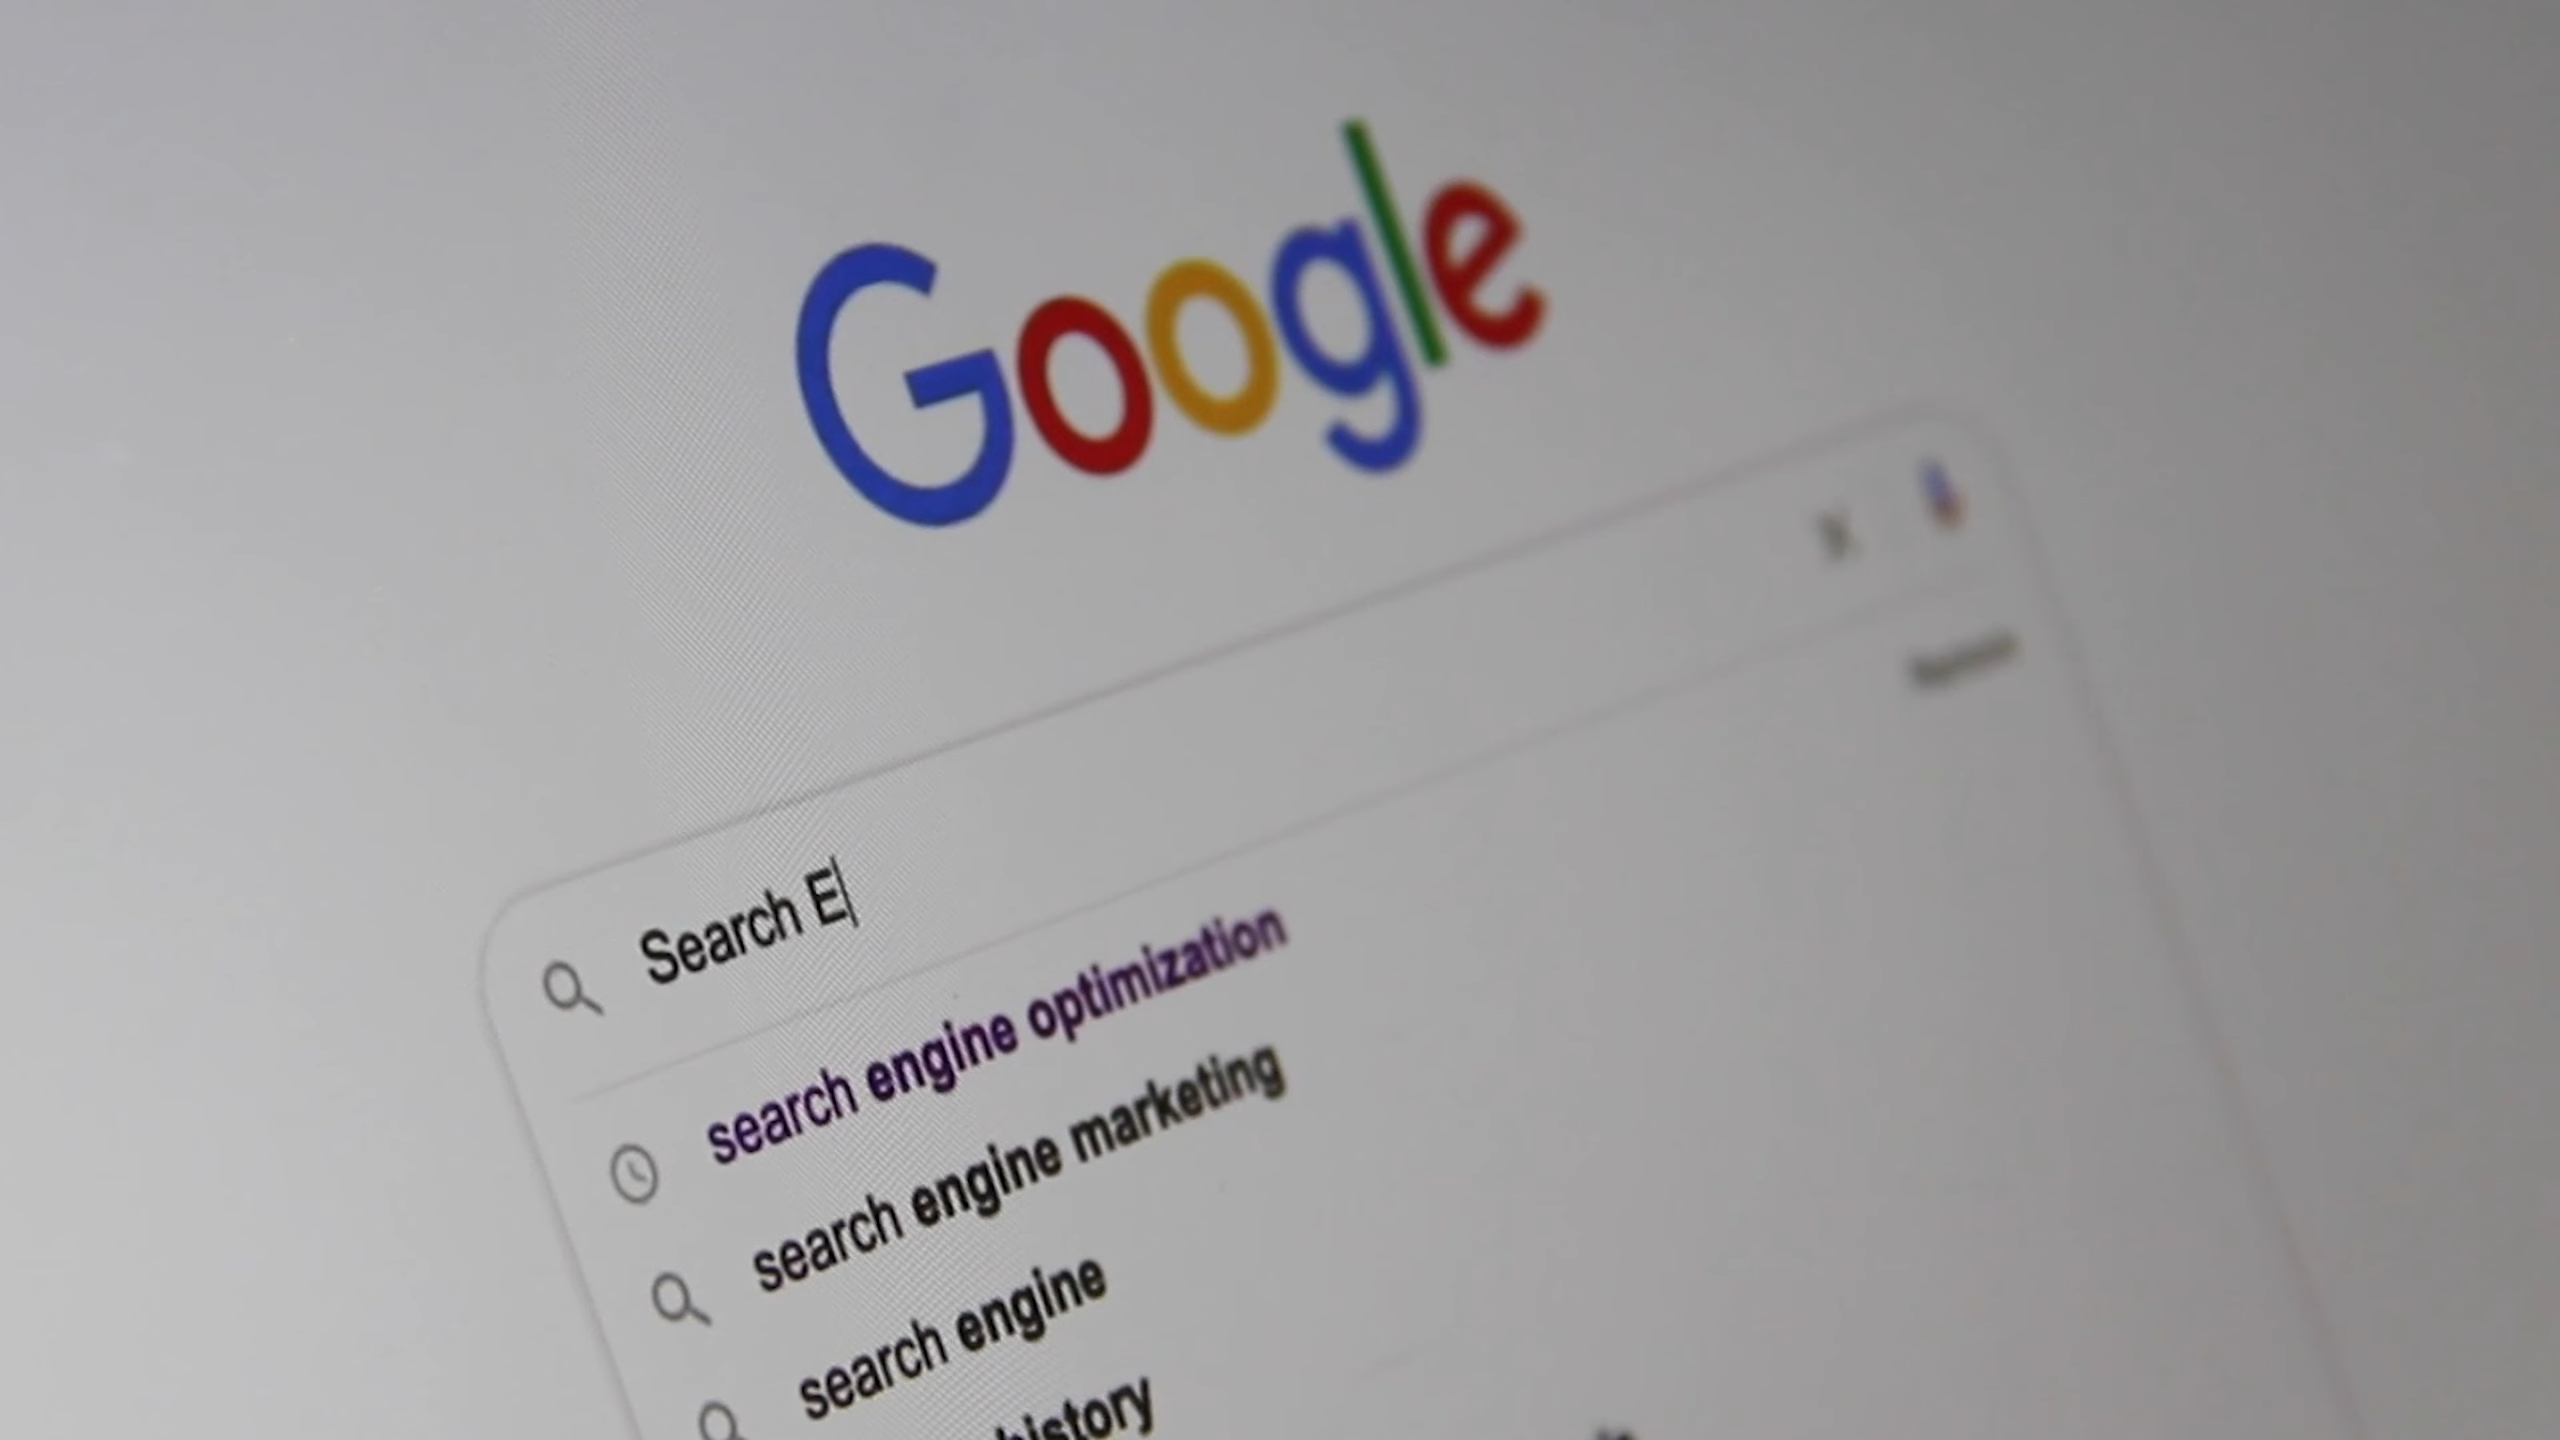 Google
Search E
search engine optimization
search engine marketing
search engine
history